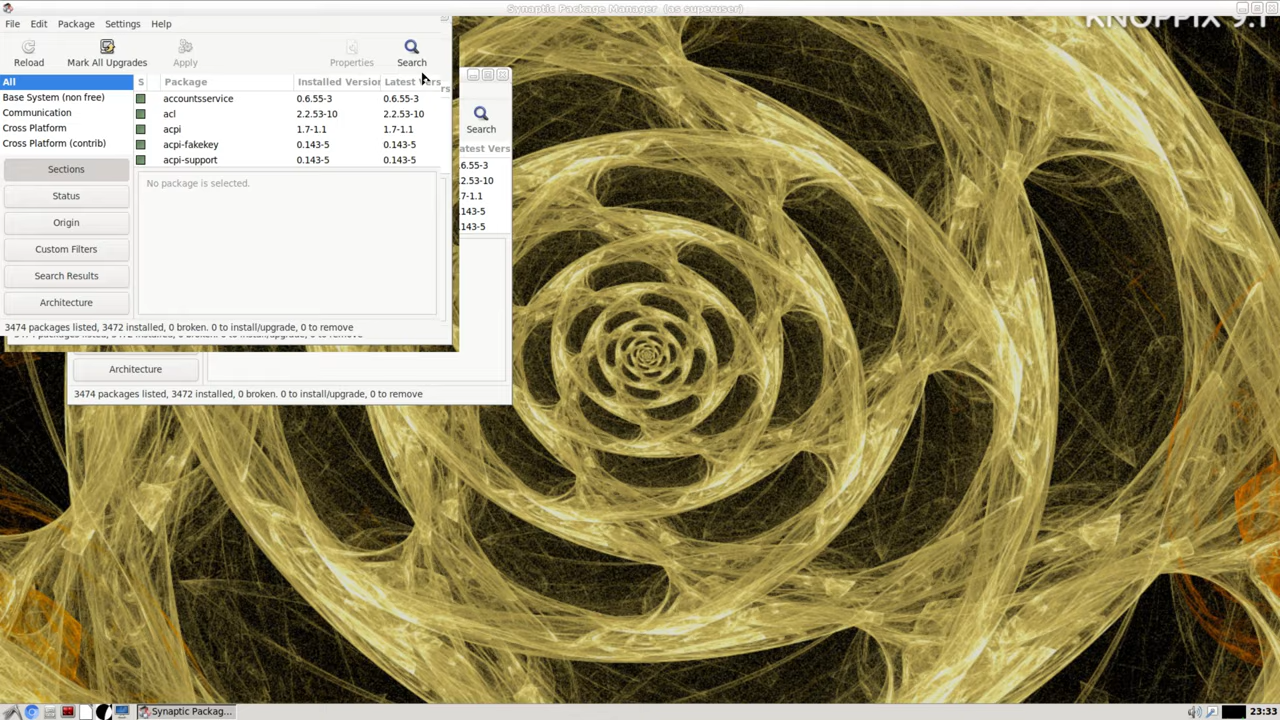 Synaptic Package Manager (as superuser)
KNOPPIX 9.1
File Edit Package Settings Help
Reload Mark All Upgrades Apply Properties Search
All
Base System (non free)
Communication
Cross Platform
Cross Platform (contrib)
Sections
Status
Origin
Custom Filters
Search Results
Architecture
S Package Installed Version Latest Vers
accountsservice 0.6.55-3 0.6.55-3
acl 2.2.53-10 2.2.53-10
acpi 1.7-1.1 1.7-1.1
acpi-fakekey 0.143-5 0.143-5
acpi-support 0.143-5 0.143-5
No package is selected.
3474 packages listed, 3472 installed, 0 broken. 0 to install/upgrade, 0 to remove
Search
atest Vers
.6.55-3
.2.53-10
.7-1.1
.143-5
.143-5
Architecture
3474 packages listed, 3472 installed, 0 broken. 0 to install/upgrade, 0 to remove
Synaptic Packag...
23:33